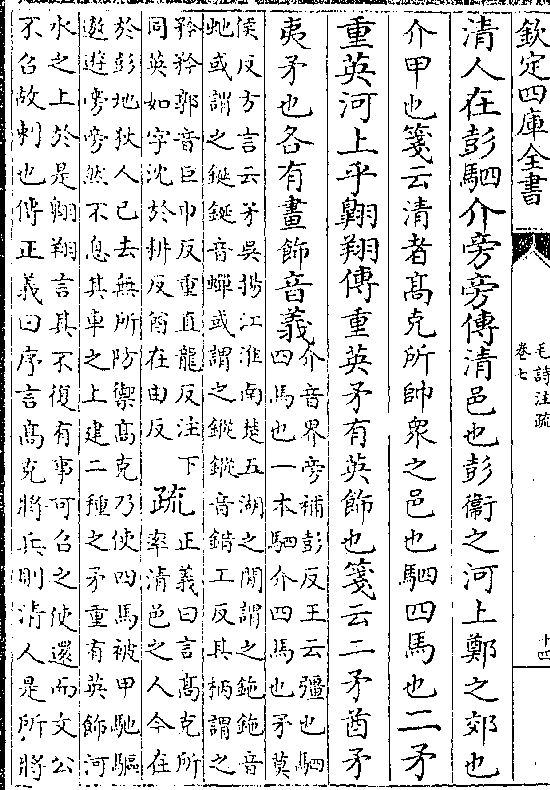 欽定四庫全書
毛詩注疏
卷七
十四
清人在彭駟介旁旁傳清邑也彭衞之河上鄭之郊也
介甲也箋云清者髙克所帥衆之邑也駟四馬也二矛
重英河上乎翺翔傳重英矛有英飾也箋云二矛酋矛
夷矛也各有畫飾音義
介音界旁補彭反王云彊也駟
四馬也一本駟介四馬也矛莫
侯反方言云矛吳揚江淮南楚五湖之間謂之鉇鉇音
虵或謂之鋋鋋音蟬或謂之鏦鏦音錯工反其柄謂之
矜矜郭音巨巾反重直龍反注下
同英如字沈於耕反酋在由反
疏
正義曰言髙克所
率清邑之人今在
於彭地狄人已去無所防禦髙克乃使四馬被甲馳驅
遨遊旁旁然不息其車之上建二種之矛重有英飾河
水之上於是翺翔言其不復有事可召之使還而文公
不召故刺也傳正義曰序言髙克將兵則清人是所將